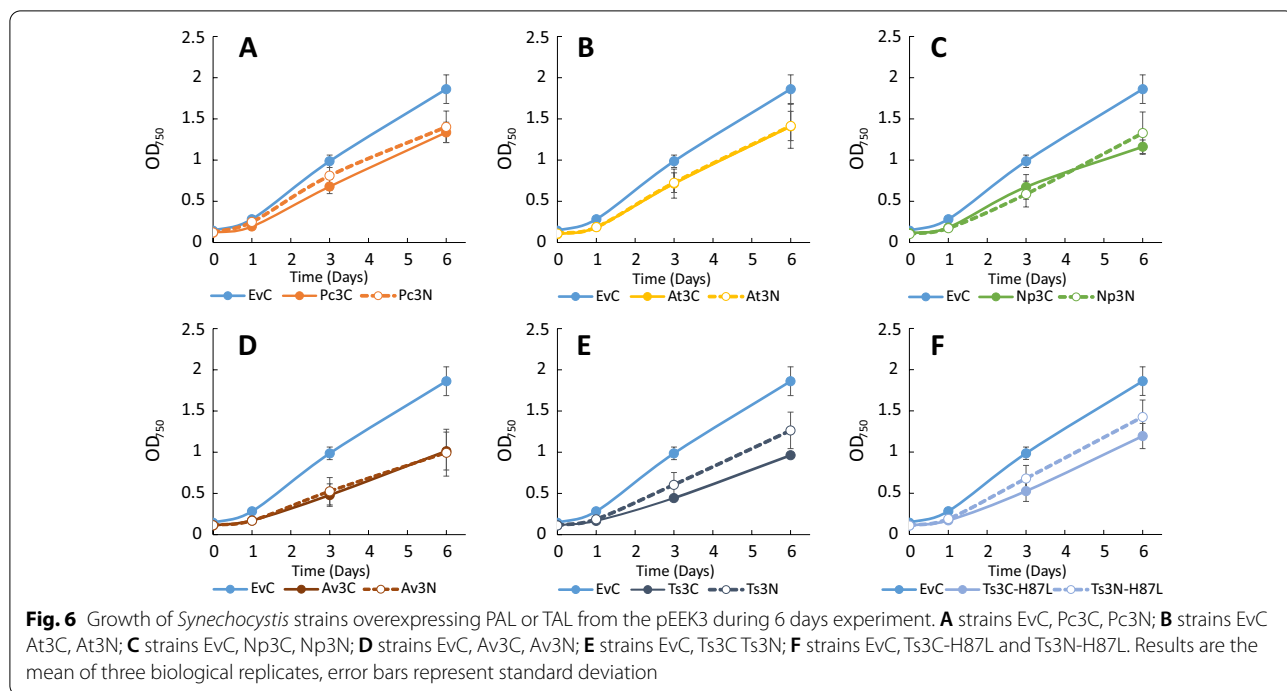 A
B
C
2.5
2
1.5
1
0.5
0
OD750
0 1 2 3 4 5 6
Time (Days)
EvC Pc3C Pc3N
2.5
2
1.5
1
0.5
0
OD750
0 1 2 3 4 5 6
Time (Days)
EvC At3C At3N
2.5
2
1.5
1
0.5
0
OD750
0 1 2 3 4 5 6
Time (Days)
EvC Np3C Np3N
D
E
F
2.5
2
1.5
1
0.5
0
OD750
0 1 2 3 4 5 6
Time (Days)
EvC Av3C Av3N
2.5
2
1.5
1
0.5
0
OD750
0 1 2 3 4 5 6
Time (Days)
EvC Ts3C Ts3N
2.5
2
1.5
1
0.5
0
OD750
0 1 2 3 4 5 6
Time (Days)
EvC Ts3C-H87L Ts3N-H87L
Fig. 6 Growth of Synechocystis strains overexpressing PAL or TAL from the pEEK3 during 6 days experiment. A strains EvC, Pc3C, Pc3N; B strains EvC
At3C, At3N; C strains EvC, Np3C, Np3N; D strains EvC, Av3C, Av3N; E strains EvC, Ts3C Ts3N; F strains EvC, Ts3C-H87L and Ts3N-H87L. Results are the
mean of three biological replicates, error bars represent standard deviation